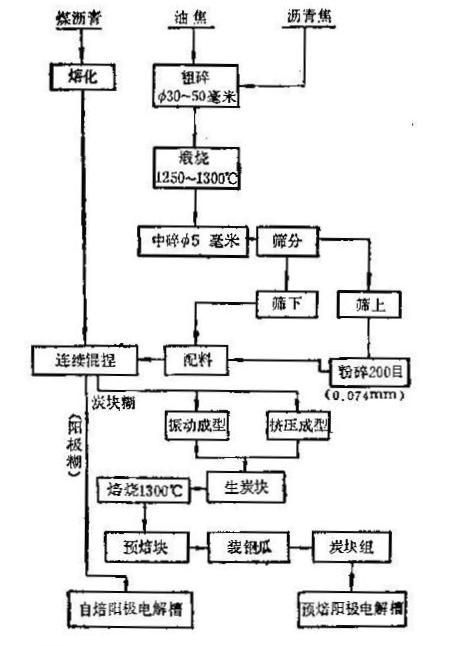 煤沥青
油焦
沥青焦
熔化
粗碎
φ30～50毫米
煅烧
1250～1300℃
中碎φ5 毫米
筛分
筛下
筛上
连续混捏
配料
粉碎200目
(0.074mm)
炭块糊
(阳极糊)
振动成型
挤压成型
焙烧1300℃
生炭块
预焙块
装钢爪
炭块组
自焙阳极电解槽
预焙阳极电解槽